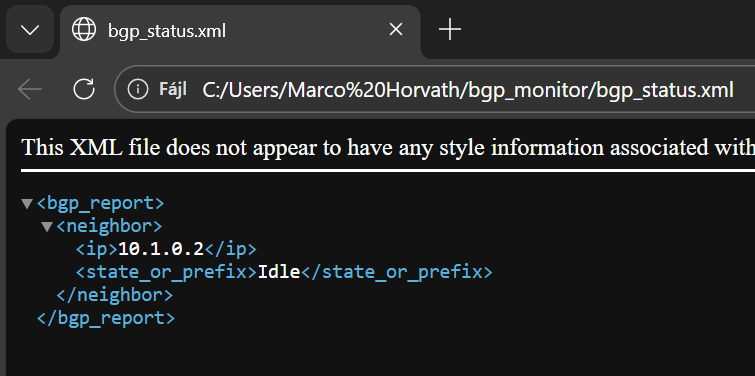 bgp_status.xml
Fájl C:/Users/Marco%20Horvath/bgp_monitor/bgp_status.xml
This XML file does not appear to have any style information associated with
▼<bgp_report>
▼<neighbor>
<ip>10.1.0.2</ip>
<state_or_prefix>Idle</state_or_prefix>
</neighbor>
</bgp_report>